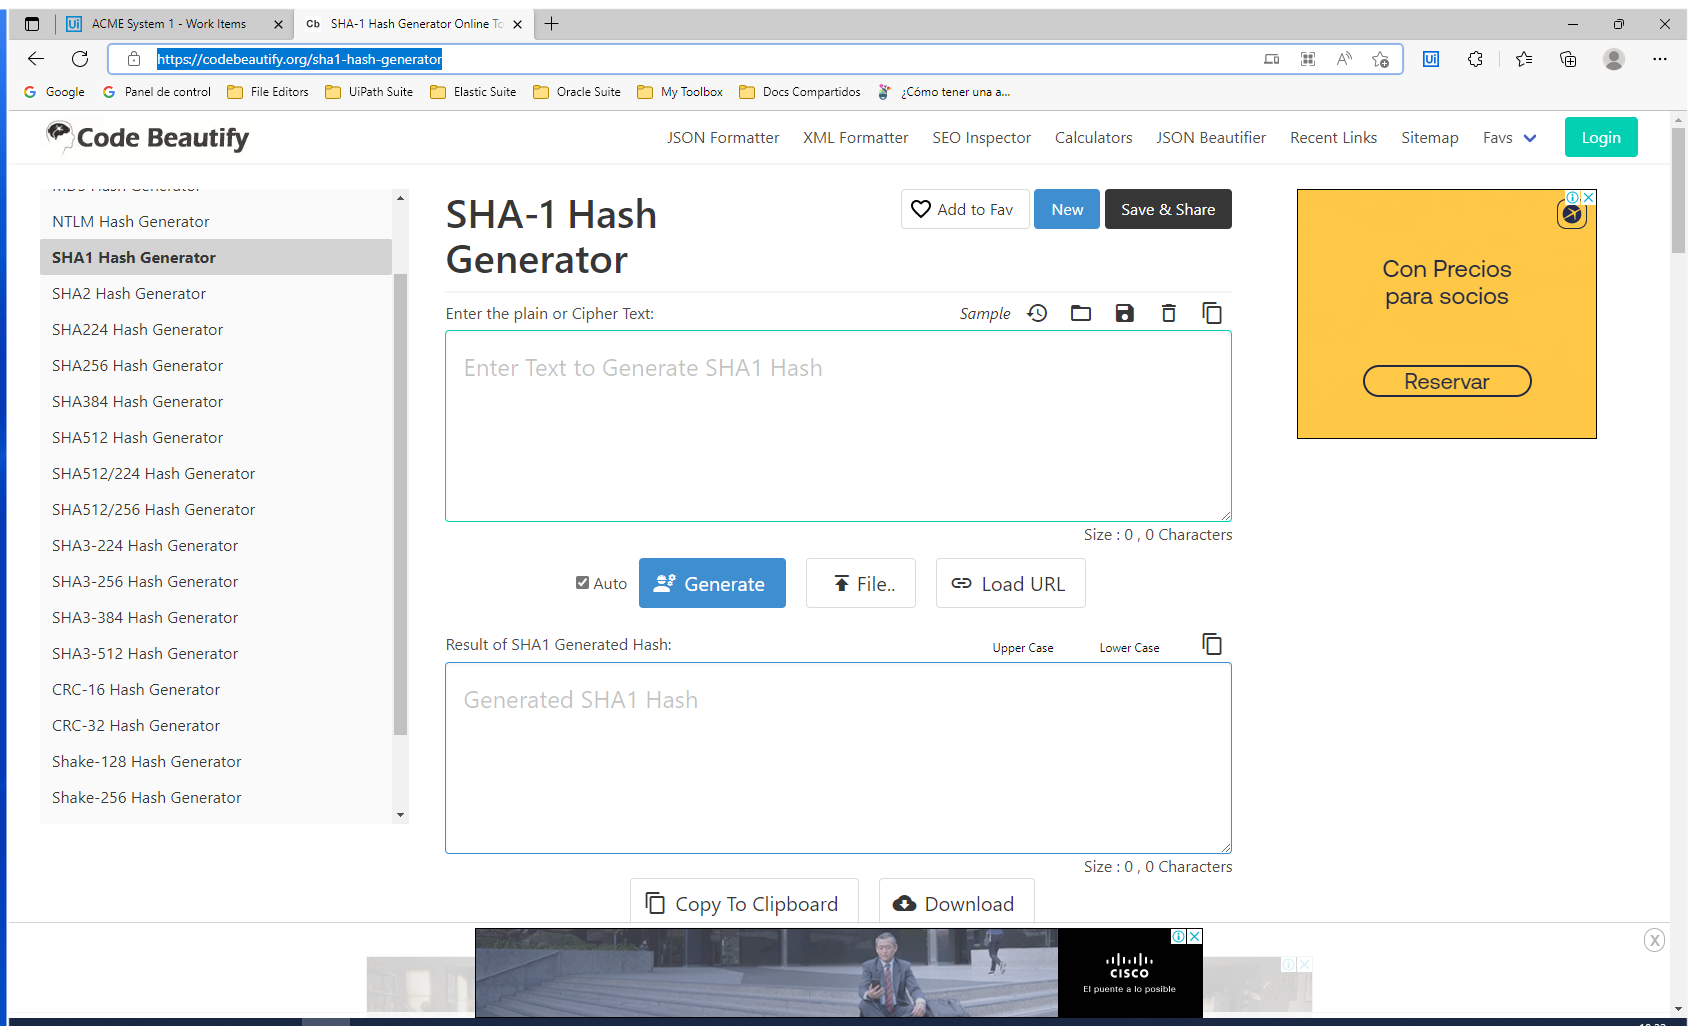 ACME System 1 - Work Items
Cb SHA-1 Hash Generator Online To
https://codebeautify.org/sha1-hash-generator
Google
Panel de control
File Editors
UiPath Suite
Elastic Suite
Oracle Suite
My Toolbox
Docs Compartidos
¿Cómo tener una a...
Code Beautify
JSON Formatter
XML Formatter
SEO Inspector
Calculators
JSON Beautifier
Recent Links
Sitemap
Favs
Login
MD5 Hash Generator
NTLM Hash Generator
SHA1 Hash Generator
SHA2 Hash Generator
SHA224 Hash Generator
SHA256 Hash Generator
SHA384 Hash Generator
SHA512 Hash Generator
SHA512/224 Hash Generator
SHA512/256 Hash Generator
SHA3-224 Hash Generator
SHA3-256 Hash Generator
SHA3-384 Hash Generator
SHA3-512 Hash Generator
CRC-16 Hash Generator
CRC-32 Hash Generator
Shake-128 Hash Generator
Shake-256 Hash Generator
SHA-1 Hash
Generator
Add to Fav
New
Save & Share
Enter the plain or Cipher Text:
Sample
Enter Text to Generate SHA1 Hash
Size : 0 , 0 Characters
Auto
Generate
File..
Load URL
Result of SHA1 Generated Hash:
Upper Case
Lower Case
Generated SHA1 Hash
Size : 0 , 0 Characters
Copy To Clipboard
Download
Con Precios
para socios
Reservar
CISCO
El puente a lo posible